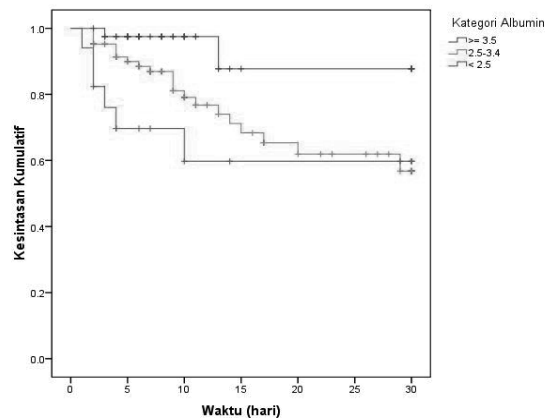 Kategori Albumin
>= 3.5
2.5-3.4
< 2.5
Kesintasan Kumulatif
1.0
0.8
0.6
0.4
0.2
0.0
0 5 10 15 20 25 30
Waktu (hari)